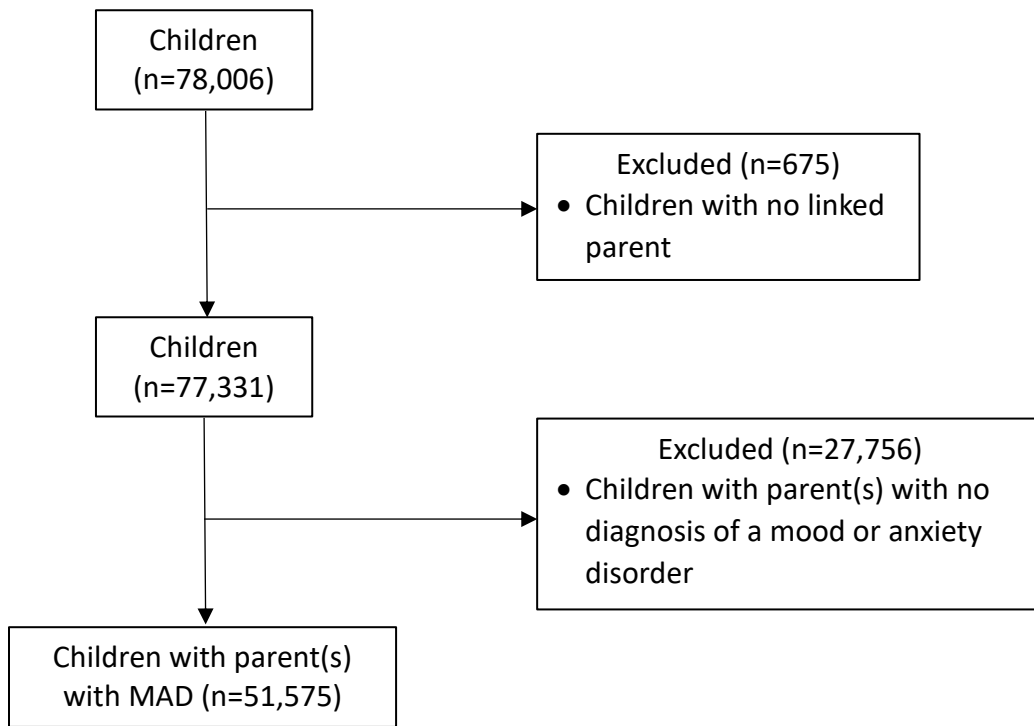 Children
(n=78,006)
Excluded (n=675)
• Children with no linked
parent
Children
(n=77,331)
Excluded (n=27,756)
• Children with parent(s) with no
diagnosis of a mood or anxiety
disorder
Children with parent(s)
with MAD (n=51,575)